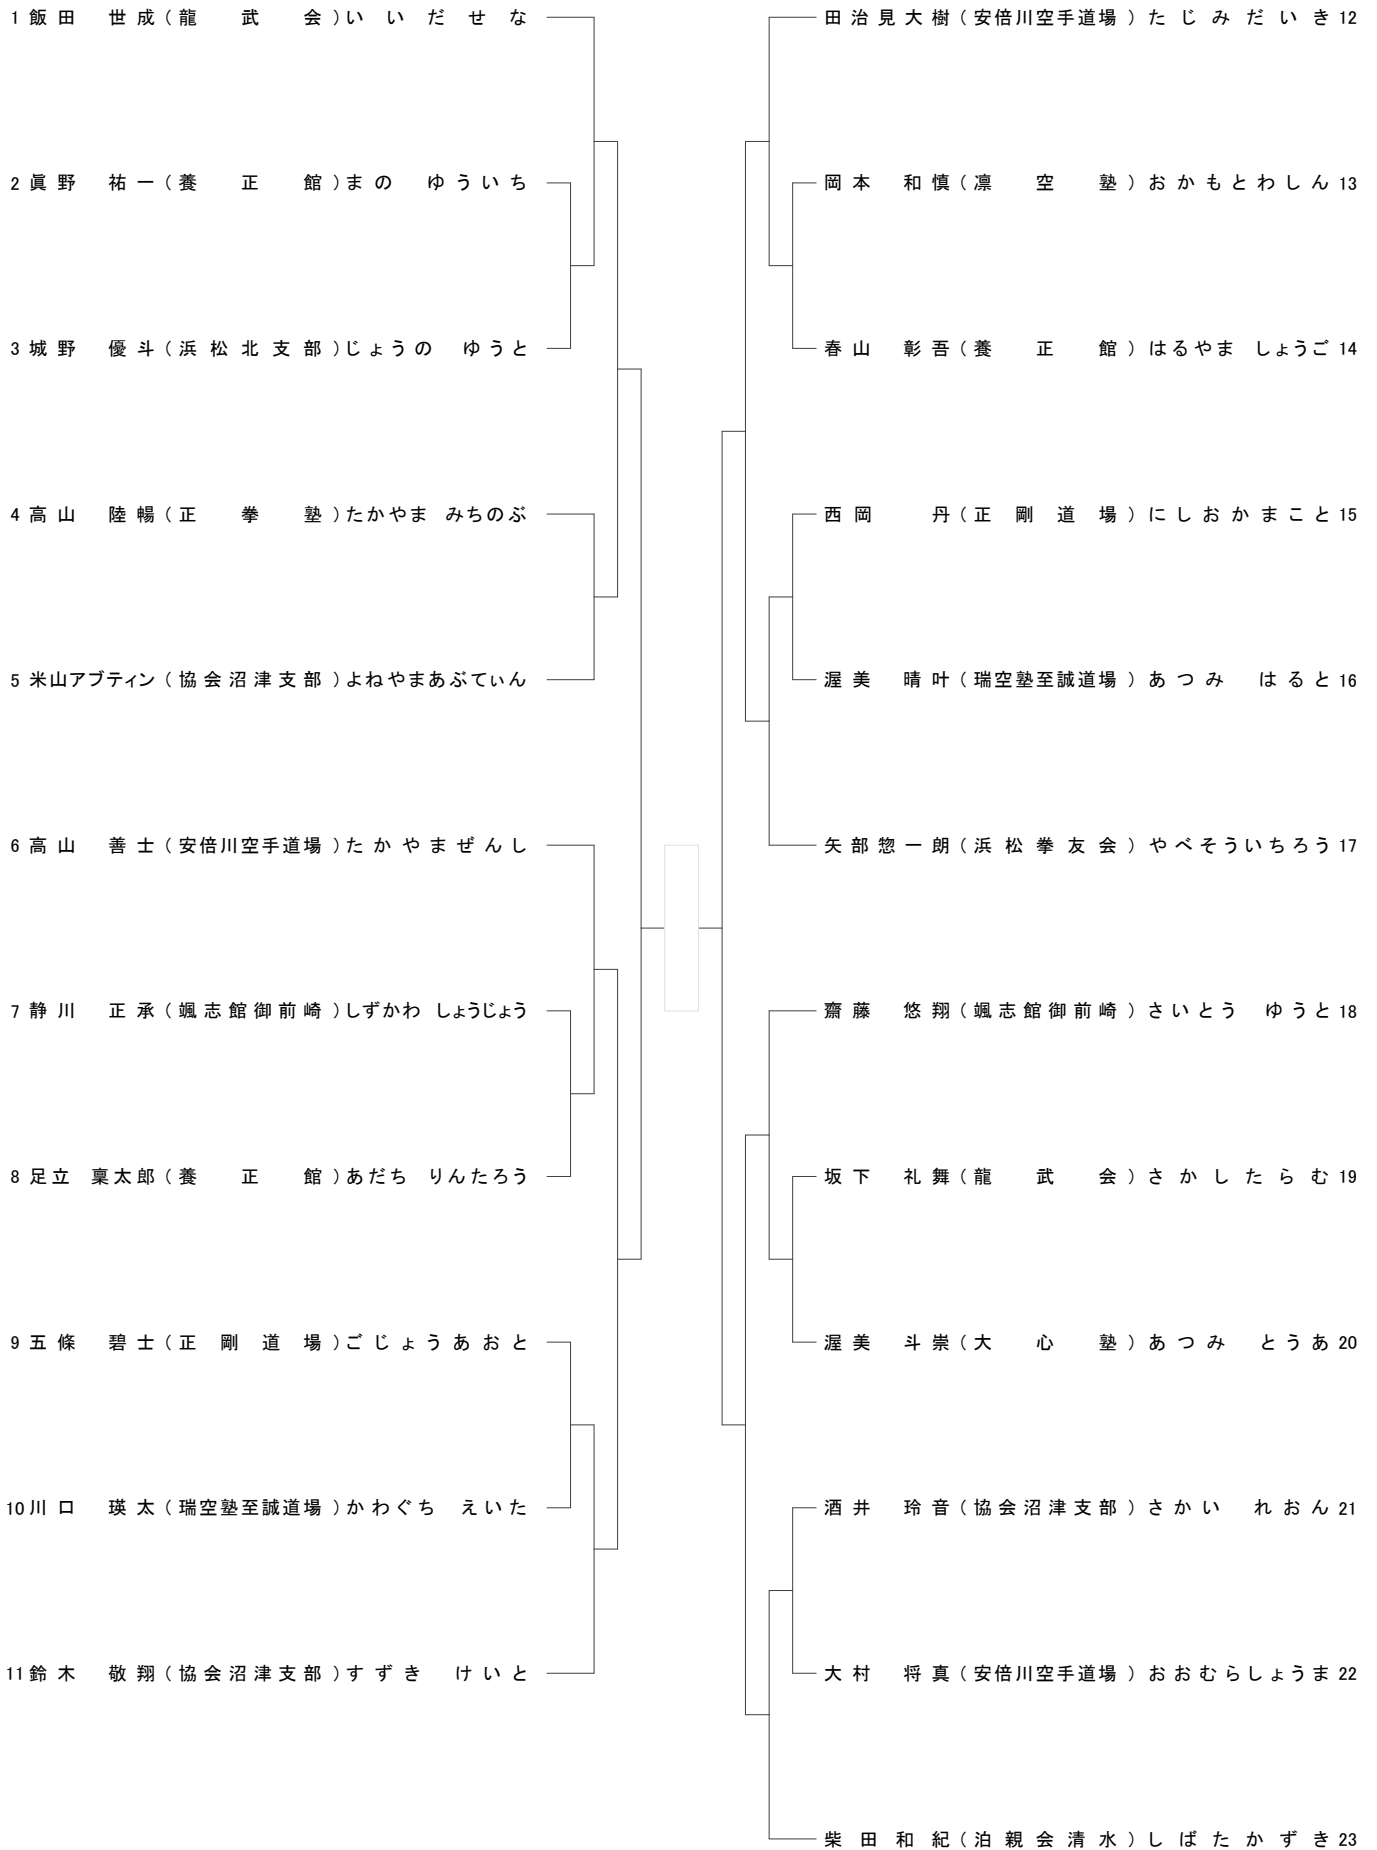 1 飯田 世成(龍武会)いいだせな
2 眞野 祐一(養正館)まの ゆういち
3 城野 優斗(浜松北支部)じょうの ゆうと
4 高山 陸暢(正拳塾)たかやま みちのぶ
5 米山アブティン(協会沼津支部)よねやまあぶてぃん
6 高山 善士(安倍川空手道場)たかやまぜんし
7 静川 正承(颯志館御前崎)しずかわ しょうじょう
8 足立 稟太郎(養正館)あだち りんたろう
9 五條 碧士(正剛道場)ごじょうあおと
10 川口 瑛太(瑞空塾至誠道場)かわぐち えいた
11 鈴木 敬翔(協会沼津支部)すずき けいと
田治見大樹(安倍川空手道場)たじみだいき 12
岡本 和慎(凛空塾)おかもとわしん 13
春山 彰吾(養正館)はるやま しょうご 14
西岡 丹(正剛道場)にしおかまこと 15
渥美 晴叶(瑞空塾至誠道場)あつみ はると 16
矢部惣一朗(浜松拳友会)やべそういちろう 17
齋藤 悠翔(颯志館御前崎)さいとう ゆうと 18
坂下 礼舞(龍武会)さかしたらむ 19
渥美 斗崇(大心塾)あつみ とうあ 20
酒井 玲音(協会沼津支部)さかい れおん 21
大村 将真(安倍川空手道場)おおむらしょうま 22
柴田和紀(泊親会清水)しばたかずき 23